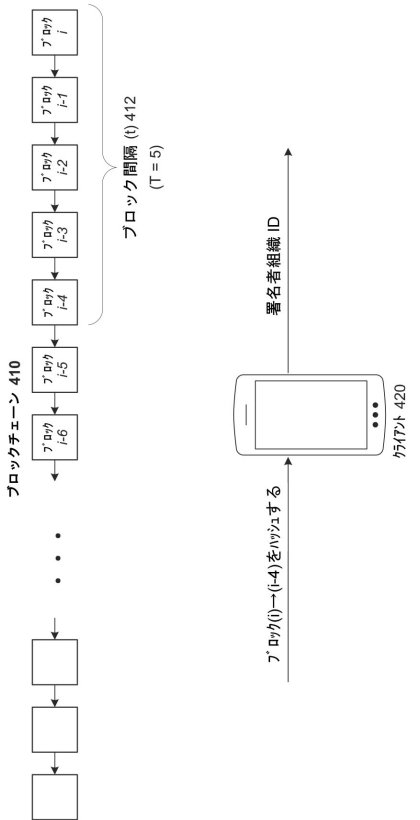 ブロックチェーン 410
• • •
ﾌﾞﾛｯｸ
i-6
ﾌﾞﾛｯｸ
i-5
ﾌﾞﾛｯｸ
i-4
ﾌﾞﾛｯｸ
i-3
ﾌﾞﾛｯｸ
i-2
ﾌﾞﾛｯｸ
i-1
ﾌﾞﾛｯｸ
i
ブロック間隔 (t) 412
(T = 5)
ﾌﾞﾛｯｸ(i)→(i-4)をﾊｯｼｭする
署名者組織 ID
ｸﾗｲｱﾝﾄ 420